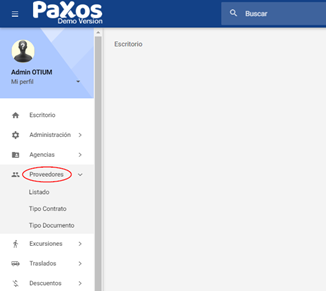 PaXos
Demo Version
Buscar
Admin OTIUM
Mi perfil
Escritorio
Escritorio
Administración
Agencias
Proveedores
Listado
Tipo Contrato
Tipo Documento
Excursiones
Traslados
Descuentos